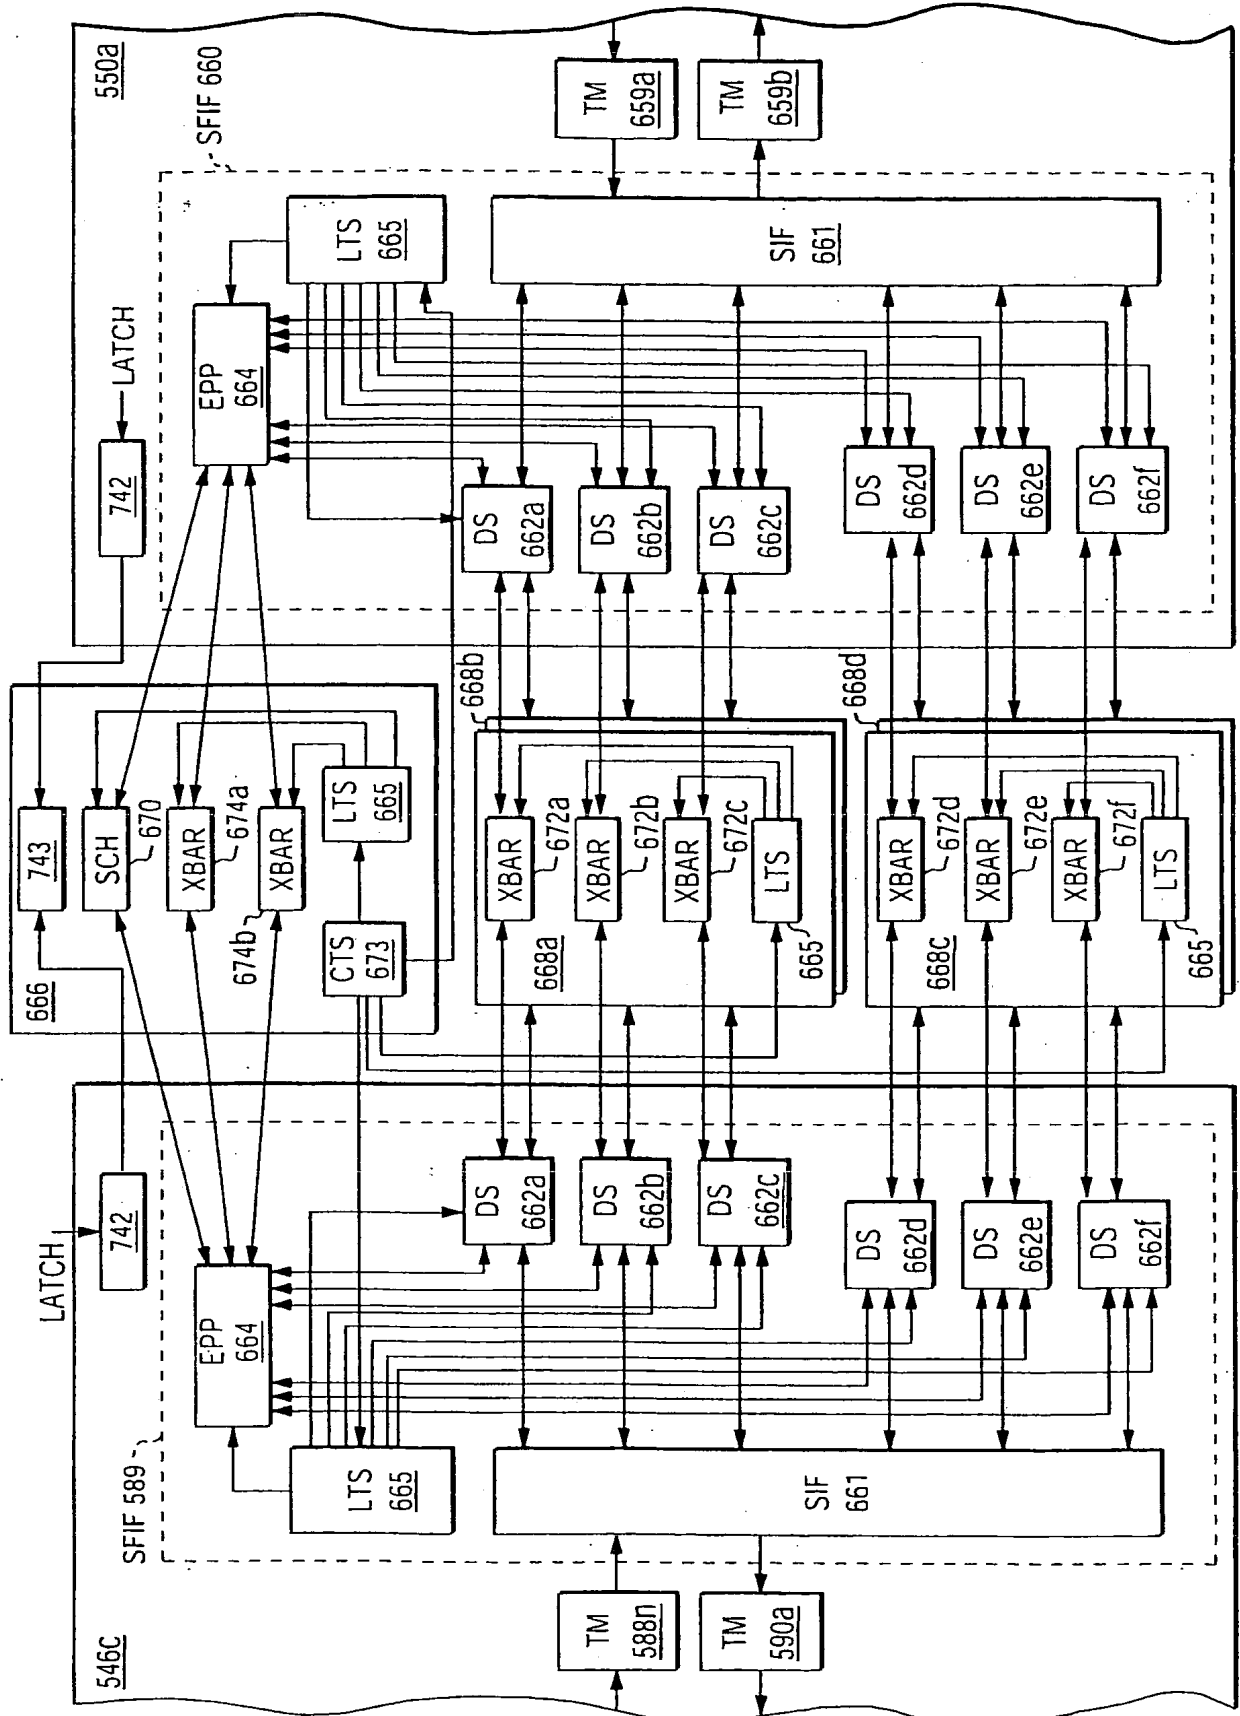 550a
SFIF 660
TM
659a
TM
659b
LATCH
742
EPP
664
LTS
665
SIF
661
DS
662a
DS
662b
DS
662c
DS
662d
DS
662e
DS
662f
666
743
SCH
670
XBAR
674a
XBAR
674b
LTS
665
CTS
673
668b
668a
XBAR
672a
XBAR
672b
XBAR
672c
LTS
665
668d
668c
XBAR
672d
XBAR
672e
XBAR
672f
LTS
665
546C
SFIF 589
LATCH
742
EPP
664
LTS
665
SIF
661
DS
662a
DS
662b
DS
662c
DS
662d
DS
662e
DS
662f
TM
588n
TM
590a